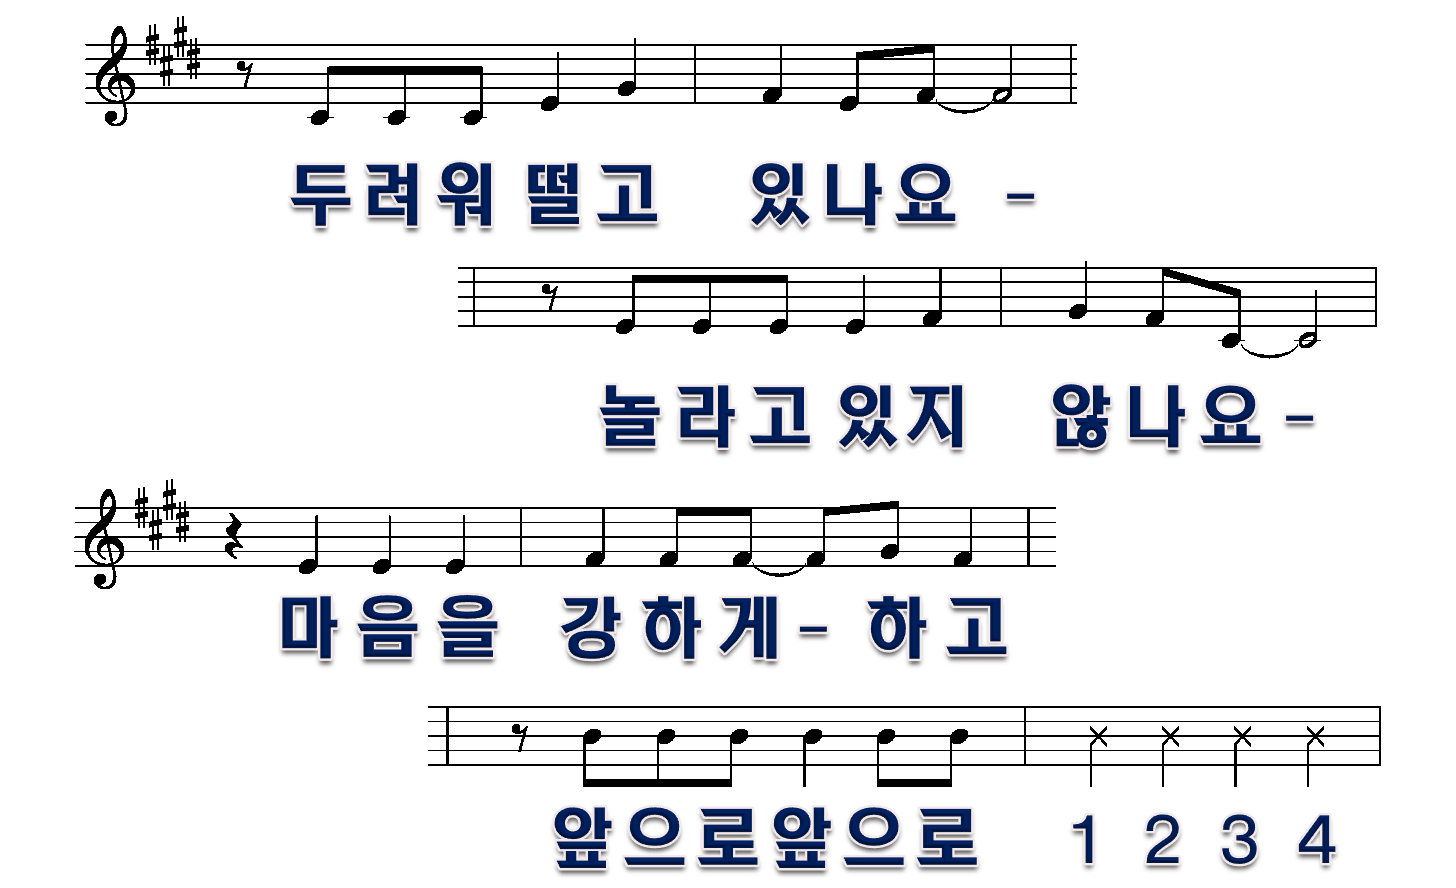 두려워 떨고 있나요 -
놀라고 있지 않나요 -
마음을 강하게 - 하고
앞으로 앞으로 1 2 3 4